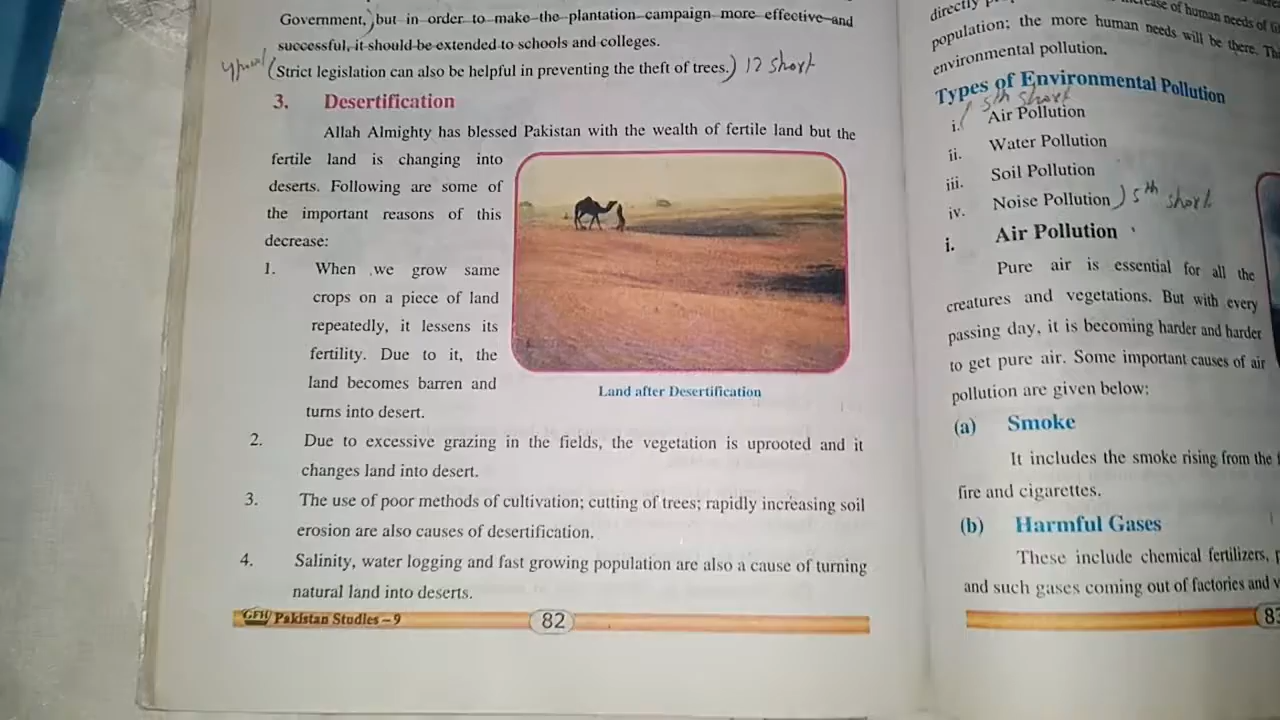 Government,) but in order to make the plantation campaign more effective and
successful, it should be extended to schools and colleges.
(Strict legislation can also be helpful in preventing the theft of trees.) 12 short
3. Desertification
Allah Almighty has blessed Pakistan with the wealth of fertile land but the
fertile land is changing into
deserts. Following are some of
the important reasons of this
decrease:
1. When we grow same
crops on a piece of land
repeatedly, it lessens its
fertility. Due to it, the
land becomes barren and
turns into desert.
Land after Desertification
2. Due to excessive grazing in the fields, the vegetation is uprooted and it
changes land into desert.
3. The use of poor methods of cultivation; cutting of trees; rapidly increasing soil
erosion are also causes of desertification.
4. Salinity, water logging and fast growing population are also a cause of turning
natural land into deserts.
GFH Pakistan Studies – 9 82
directly of human needs of
population; the more human needs will be there.
environmental pollution.
Types of Environmental Pollution
5th short
i. ( Air Pollution
ii. Water Pollution
iii. Soil Pollution
iv. Noise Pollution ) 5th short
i. Air Pollution
Pure air is essential for all the
creatures and vegetations. But with every
passing day, it is becoming harder and harder
to get pure air. Some important causes of air
pollution are given below:
(a) Smoke
It includes the smoke rising from the
fire and cigarettes.
(b) Harmful Gases
These include chemical fertilizers,
and such gases coming out of factories and